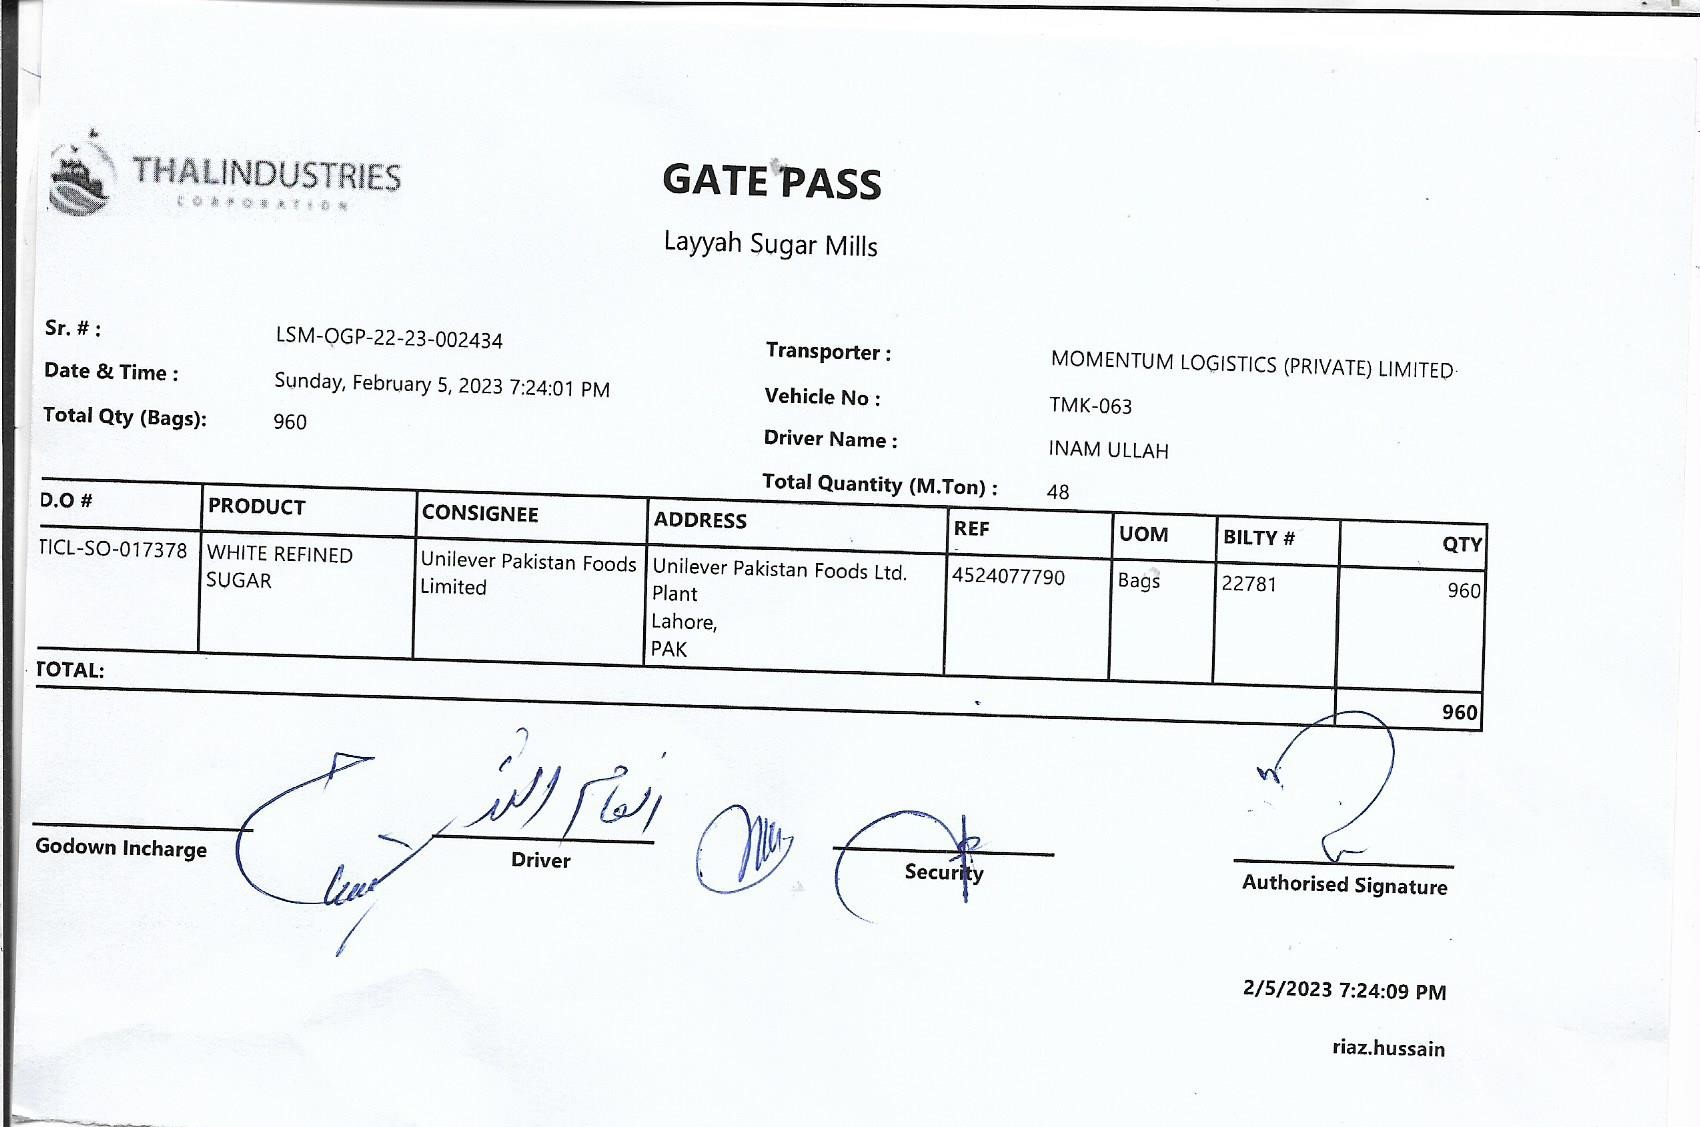 THALINDUSTRIES
CORPORATION
GATE PASS
Layyah Sugar Mills
Sr. # : LSM-OGP-22-23-002434
Date & Time : Sunday, February 5, 2023 7:24:01 PM
Total Qty (Bags): 960
Transporter : MOMENTUM LOGISTICS (PRIVATE) LIMITED
Vehicle No : TMK-063
Driver Name : INAM ULLAH
Total Quantity (M.Ton) : 48
D.O # PRODUCT CONSIGNEE ADDRESS REF UOM BILTY # QTY
TICL-SO-017378 WHITE REFINED Unilever Pakistan Foods Unilever Pakistan Foods Ltd. 4524077790 Bags 22781 960
SUGAR Limited Plant
Lahore,
PAK
TOTAL: 960
انعام اللہ
Godown Incharge Driver Security Authorised Signature
2/5/2023 7:24:09 PM
riaz.hussain